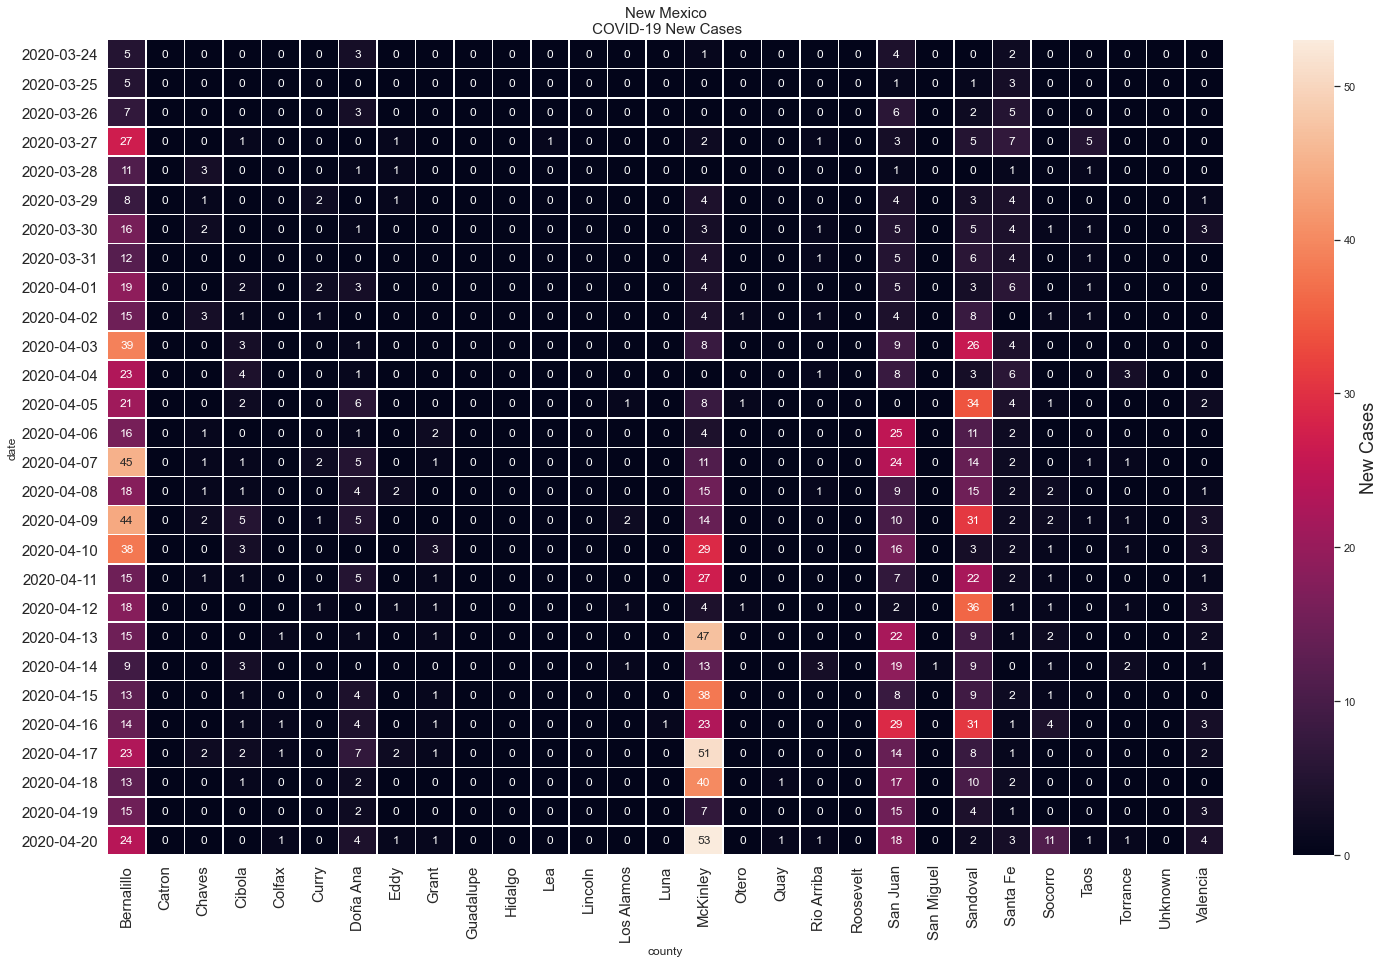 New Mexico
COVID-19 New Cases
2020-03-24 5 0 0 0 0 0 3 0 0 0 0 0 0 0 0 1 0 0 0 0 4 0 0 2 0 0 0 0 0
2020-03-25 5 0 0 0 0 0 0 0 0 0 0 0 0 0 0 0 0 0 0 0 1 0 1 3 0 0 0 0 0
2020-03-26 7 0 0 0 0 0 3 0 0 0 0 0 0 0 0 0 0 0 0 0 6 0 2 5 0 0 0 0 0
2020-03-27 27 0 0 1 0 0 0 1 0 0 0 1 0 0 0 2 0 0 1 0 3 0 5 7 0 5 0 0 0
2020-03-28 11 0 3 0 0 0 1 1 0 0 0 0 0 0 0 0 0 0 0 0 1 0 0 1 0 1 0 0 0
2020-03-29 8 0 1 0 0 2 0 1 0 0 0 0 0 0 0 4 0 0 0 0 4 0 3 4 0 0 0 0 1
2020-03-30 16 0 2 0 0 0 1 0 0 0 0 0 0 0 0 3 0 0 1 0 5 0 5 4 1 1 0 0 3
2020-03-31 12 0 0 0 0 0 0 0 0 0 0 0 0 0 0 4 0 0 1 0 5 0 6 4 0 1 0 0 0
2020-04-01 19 0 0 2 0 2 3 0 0 0 0 0 0 0 0 4 0 0 0 0 5 0 3 6 0 1 0 0 0
2020-04-02 15 0 3 1 0 1 0 0 0 0 0 0 0 0 0 4 1 0 1 0 4 0 8 0 1 1 0 0 0
2020-04-03 39 0 0 3 0 0 1 0 0 0 0 0 0 0 0 8 0 0 0 0 9 0 26 4 0 0 0 0 0
2020-04-04 23 0 0 4 0 0 1 0 0 0 0 0 0 0 0 0 0 0 1 0 8 0 3 6 0 0 3 0 0
2020-04-05 21 0 0 2 0 0 6 0 0 0 0 0 0 1 0 8 1 0 0 0 0 0 34 4 1 0 0 0 2
2020-04-06 16 0 1 0 0 0 1 0 2 0 0 0 0 0 0 4 0 0 0 0 25 0 11 2 0 0 0 0 0
2020-04-07 45 0 1 1 0 2 5 0 1 0 0 0 0 0 0 11 0 0 0 0 24 0 14 2 0 1 1 0 0
2020-04-08 18 0 1 1 0 0 4 2 0 0 0 0 0 0 0 15 0 0 1 0 9 0 15 2 2 0 0 0 1
2020-04-09 44 0 2 5 0 1 5 0 0 0 0 0 0 2 0 14 0 0 0 0 10 0 31 2 2 1 1 0 3
2020-04-10 38 0 0 3 0 0 0 0 3 0 0 0 0 0 0 29 0 0 0 0 16 0 3 2 1 0 1 0 3
2020-04-11 15 0 1 1 0 0 5 0 1 0 0 0 0 0 0 27 0 0 0 0 7 0 22 2 1 0 0 0 1
2020-04-12 18 0 0 0 0 1 0 1 1 0 0 0 0 1 0 4 1 0 0 0 2 0 36 1 1 0 1 0 3
2020-04-13 15 0 0 0 1 0 1 0 1 0 0 0 0 0 0 47 0 0 0 0 22 0 9 1 2 0 0 0 2
2020-04-14 9 0 0 3 0 0 0 0 0 0 0 0 0 1 0 13 0 0 3 0 19 1 9 0 1 0 2 0 1
2020-04-15 13 0 0 1 0 0 4 0 1 0 0 0 0 0 0 38 0 0 0 0 8 0 9 2 1 0 0 0 0
2020-04-16 14 0 0 1 1 0 4 0 1 0 0 0 0 0 1 23 0 0 0 0 29 0 31 1 4 0 0 0 3
2020-04-17 23 0 2 2 1 0 7 2 1 0 0 0 0 0 0 51 0 0 0 0 14 0 8 1 0 0 0 0 2
2020-04-18 13 0 0 1 0 0 2 0 0 0 0 0 0 0 0 40 0 1 0 0 17 0 10 2 0 0 0 0 0
2020-04-19 15 0 0 0 0 0 2 0 0 0 0 0 0 0 0 7 0 0 0 0 15 0 4 1 0 0 0 0 3
2020-04-20 24 0 0 0 1 0 4 1 1 0 0 0 0 0 0 53 0 1 1 0 18 0 2 3 11 1 1 0 4
date
Bernalillo
Catron
Chaves
Cibola
Colfax
Curry
Doña Ana
Eddy
Grant
Guadalupe
Hidalgo
Lea
Lincoln
Los Alamos
Luna
McKinley
Otero
Quay
Rio Arriba
Roosevelt
San Juan
San Miguel
Sandoval
Santa Fe
Socorro
Taos
Torrance
Unknown
Valencia
county
50
40
30
20
10
0
New Cases